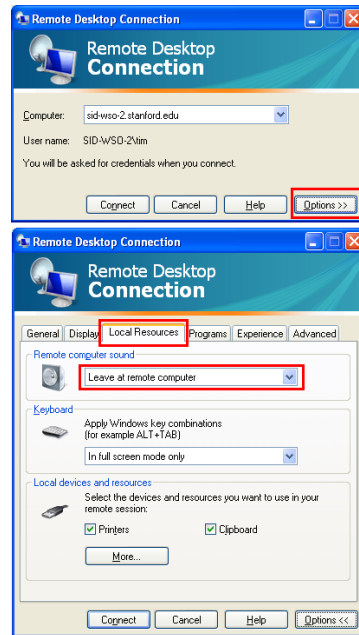 Remote Desktop Connection
Remote Desktop
Connection
Computer: sid-wso-2.stanford.edu
User name: SID-WSO-2\tim
You will be asked for credentials when you connect.
Connect Cancel Help Options >>
Remote Desktop Connection
Remote Desktop
Connection
General Display Local Resources Programs Experience Advanced
Remote computer sound
Leave at remote computer
Keyboard
Apply Windows key combinations
(for example ALT+TAB)
In full screen mode only
Local devices and resources
Select the devices and resources you want to use in your
remote session:
Printers Clipboard
More...
Connect Cancel Help Options <<